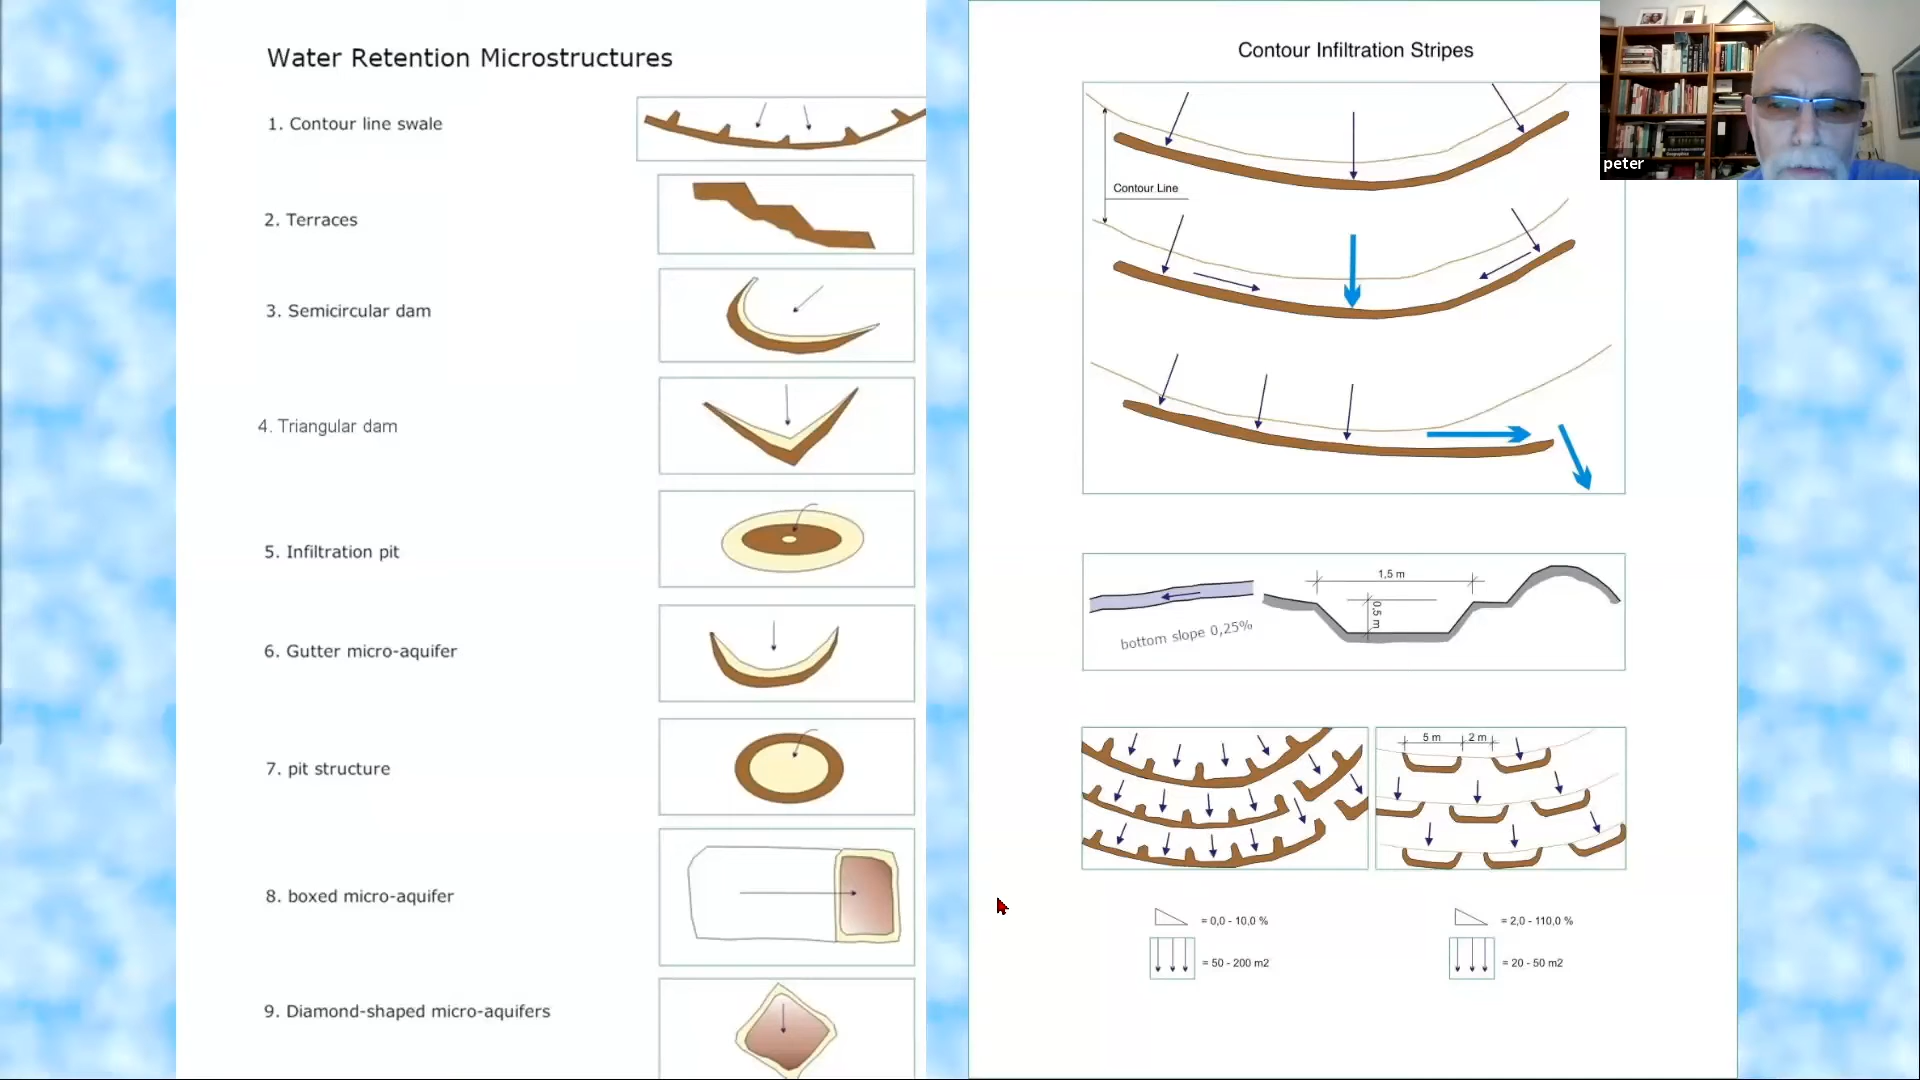 Water Retention Microstructures
1. Contour line swale
2. Terraces
3. Semicircular dam
4. Triangular dam
5. Infiltration pit
6. Gutter micro-aquifer
7. pit structure
8. boxed micro-aquifer
9. Diamond-shaped micro-aquifers
Contour Infiltration Stripes
Contour Line
1,5 m
0,5 m
bottom slope 0,25%
5 m 2 m
= 0,0 - 10,0 %
= 50 - 200 m2
= 2,0 - 110,0 %
= 20 - 50 m2
peter